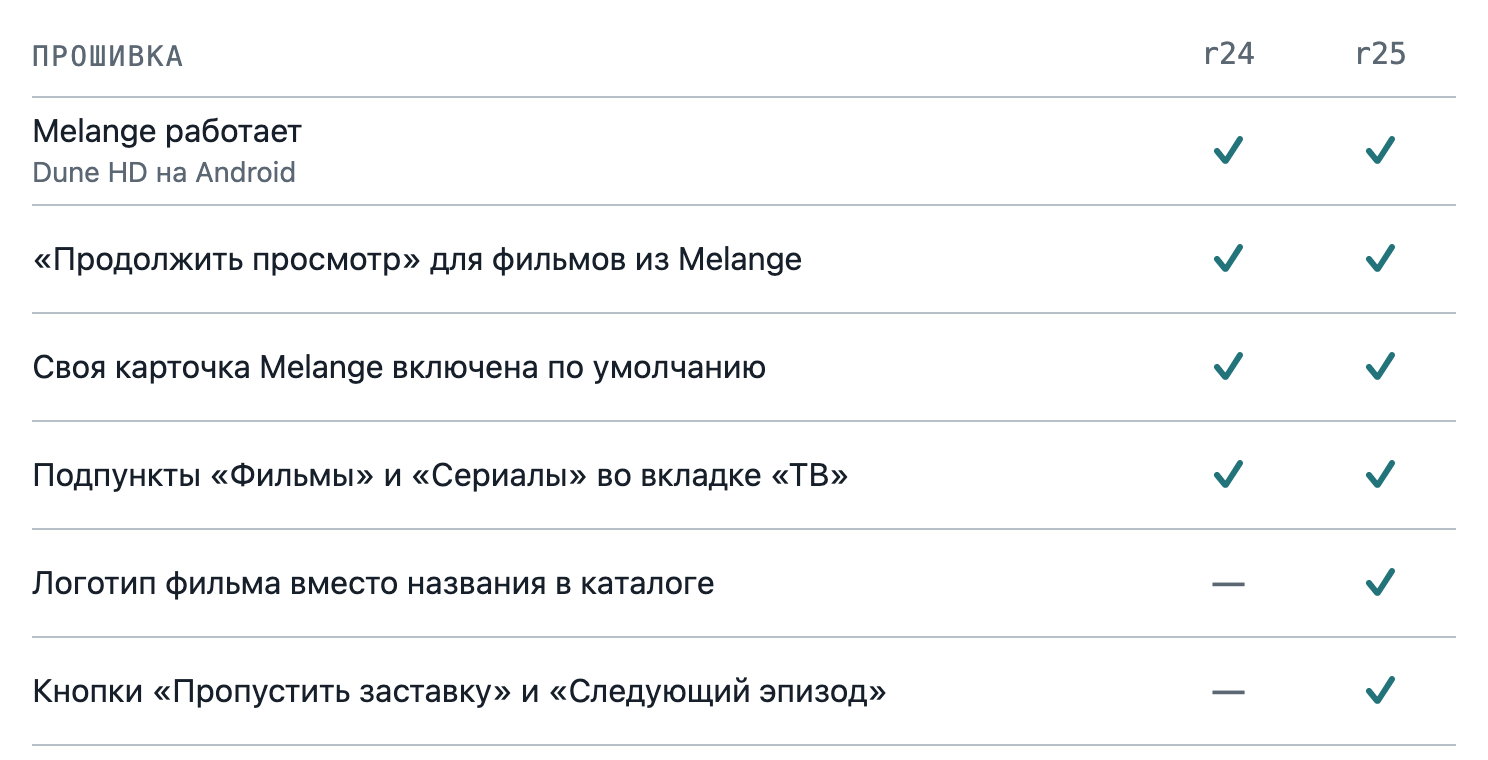 ПРОШИВКА r24 r25
Melange работает ✓ ✓
Dune HD на Android
«Продолжить просмотр» для фильмов из Melange ✓ ✓
Своя карточка Melange включена по умолчанию ✓ ✓
Подпункты «Фильмы» и «Сериалы» во вкладке «ТВ» ✓ ✓
Логотип фильма вместо названия в каталоге — ✓
Кнопки «Пропустить заставку» и «Следующий эпизод» — ✓